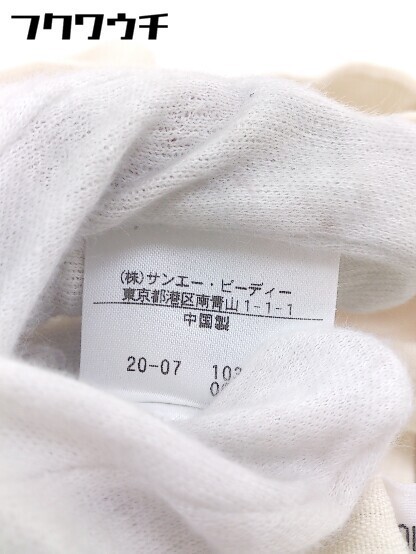 フクワウチ
(株)サンエー・ビーディー
東京都港区南青山1-1-1
中国製
20-07 102